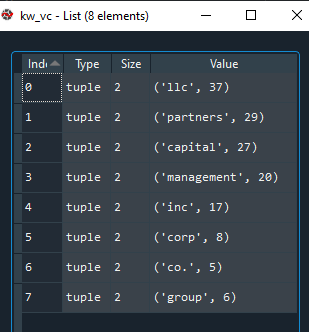 kw_vc - List (8 elements)
Inde Type Size Value
0 tuple 2 ('llc', 37)
1 tuple 2 ('partners', 29)
2 tuple 2 ('capital', 27)
3 tuple 2 ('management', 20)
4 tuple 2 ('inc', 17)
5 tuple 2 ('corp', 8)
6 tuple 2 ('co.', 5)
7 tuple 2 ('group', 6)